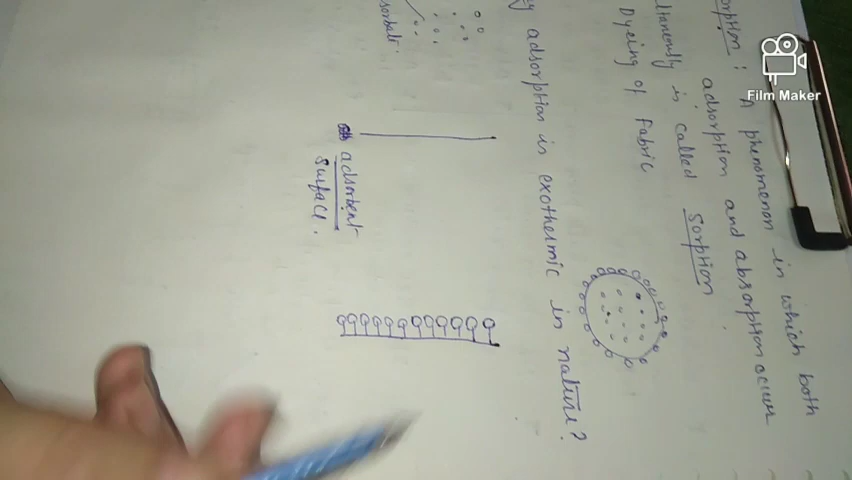 orption : A phenomenon in which both
adsorption and absorption occurs
ultaneously is called Sorption
Dyeing of Fabric
y adsorption is exothermic in nature?
sorbate.
adsorbent
surface.
Film Maker